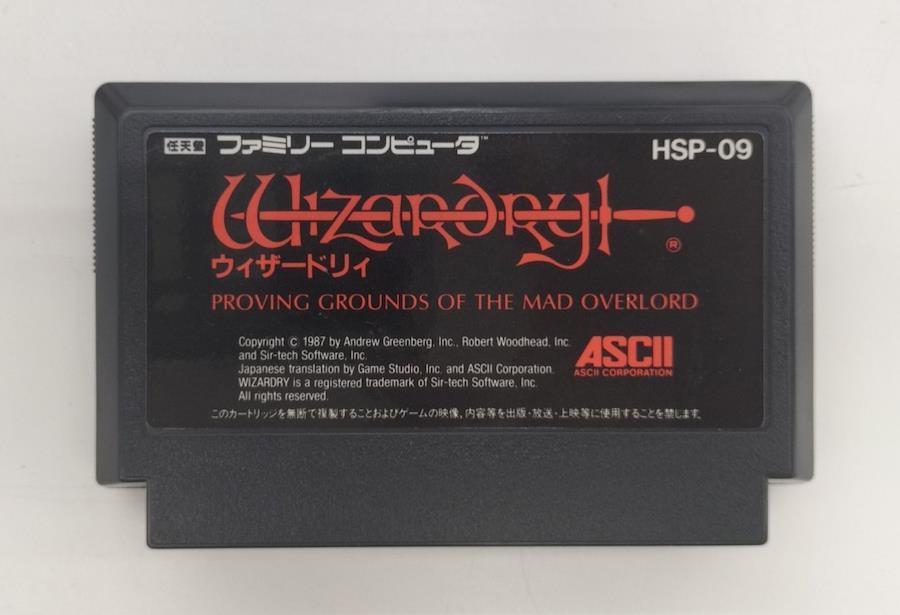 任天堂 ファミリー コンピュータ™ HSP-09
Wizardry ®
ウィザードリィ
PROVING GROUNDS OF THE MAD OVERLORD
Copyright © 1987 by Andrew Greenberg, Inc., Robert Woodhead, Inc.
and Sir-tech Software, Inc.
Japanese translation by Game Studio, Inc. and ASCII Corporation.
WIZARDRY is a registered trademark of Sir-tech Software, Inc.
All rights reserved.
ASCII
ASCII CORPORATION
このカートリッジを無断で複製することおよびゲームの映像、内容等を出版・放送・上映等に使用することを禁じます。